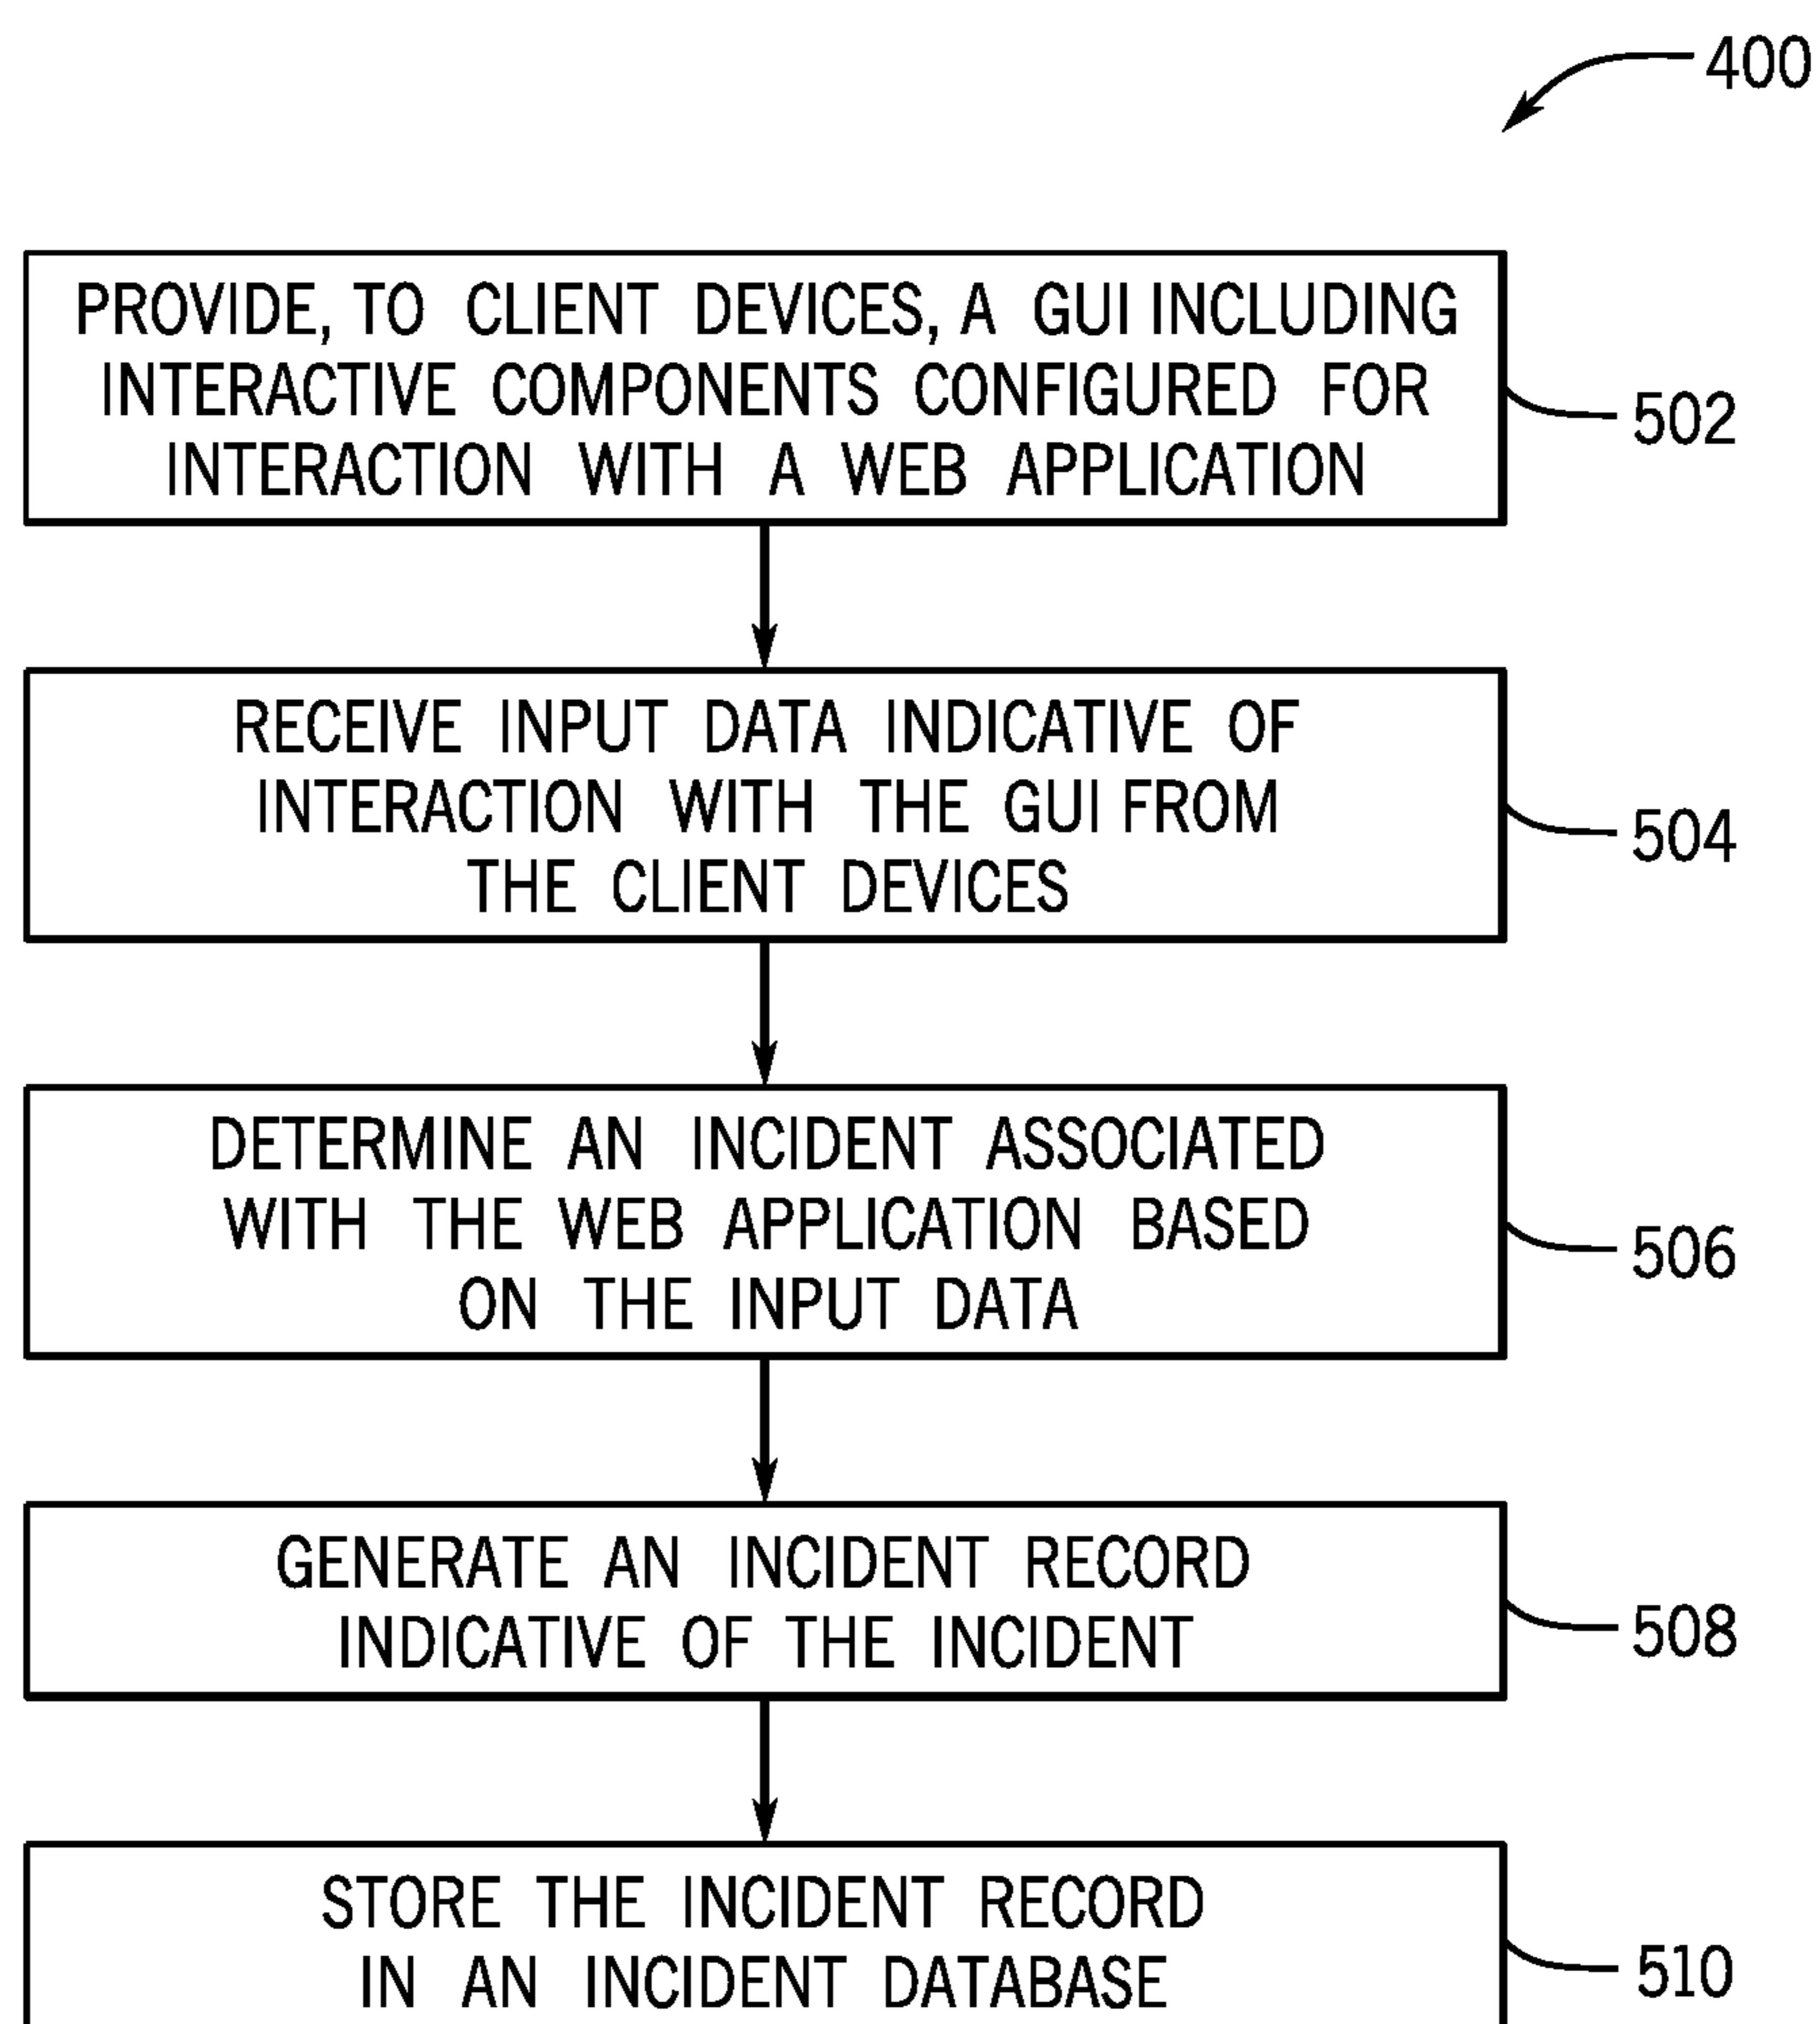 400
PROVIDE, TO CLIENT DEVICES, A GUI INCLUDING
INTERACTIVE COMPONENTS CONFIGURED FOR
INTERACTION WITH A WEB APPLICATION
502
RECEIVE INPUT DATA INDICATIVE OF
INTERACTION WITH THE GUI FROM
THE CLIENT DEVICES
504
DETERMINE AN INCIDENT ASSOCIATED
WITH THE WEB APPLICATION BASED
ON THE INPUT DATA
506
GENERATE AN INCIDENT RECORD
INDICATIVE OF THE INCIDENT
508
STORE THE INCIDENT RECORD
IN AN INCIDENT DATABASE
510